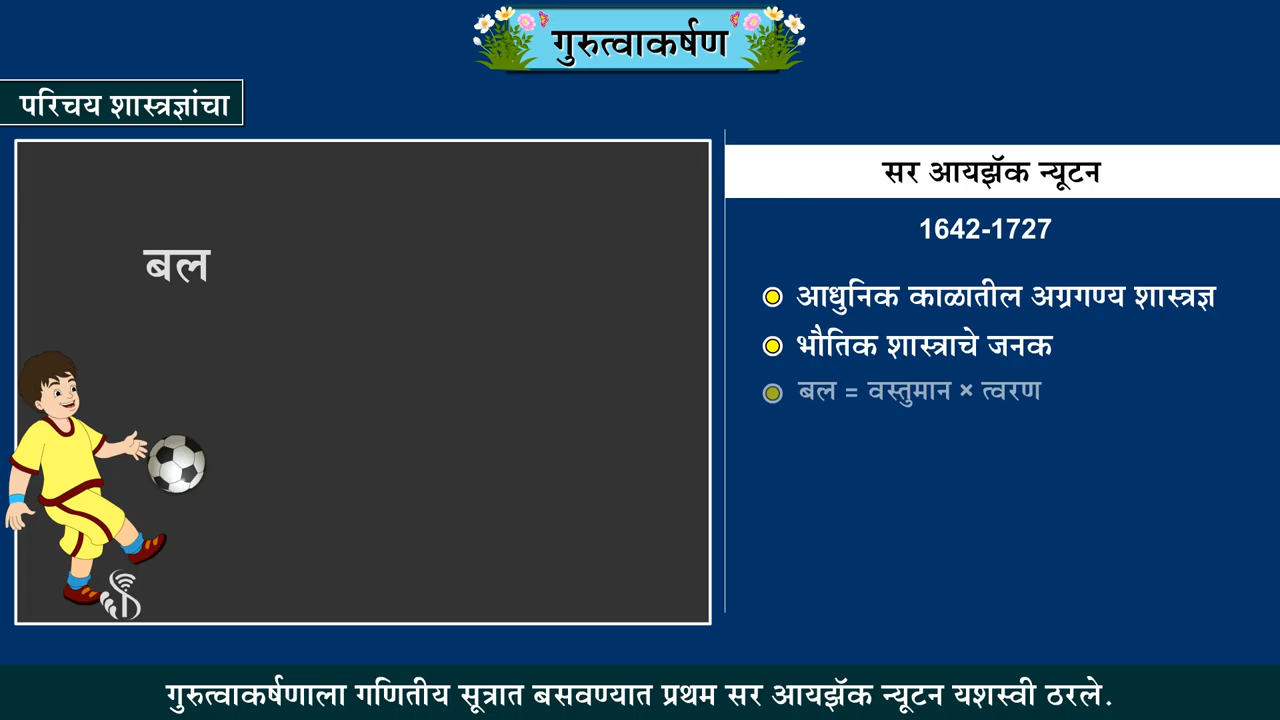 गुरुत्वाकर्षण
परिचय शास्त्रज्ञांचा
सर आयझॅक न्यूटन
1642-1727
बल
आधुनिक काळातील अग्रगण्य शास्त्रज्ञ
भौतिक शास्त्राचे जनक
बल = वस्तुमान × त्वरण
गुरुत्वाकर्षणाला गणितीय सूत्रात बसवण्यात प्रथम सर आयझॅक न्यूटन यशस्वी ठरले.